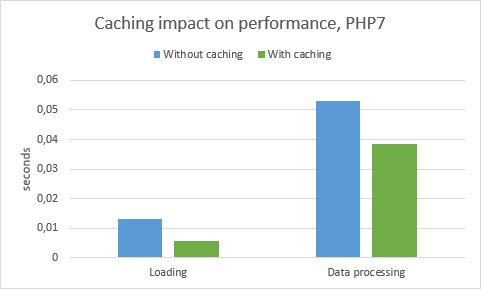 Caching impact on performance, PHP7
Without caching With caching
0,06
0,05
0,04
0,03
0,02
0,01
0
seconds
Loading Data processing